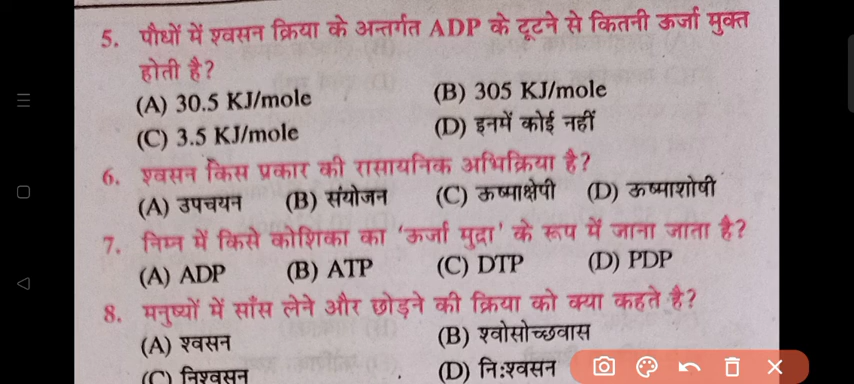 5. पौधों में श्वसन क्रिया के अन्तर्गत ADP के टूटने से कितनी ऊर्जा मुक्त
होती है?
(A) 30.5 KJ/mole (B) 305 KJ/mole
(C) 3.5 KJ/mole (D) इनमें कोई नहीं
6. श्वसन किस प्रकार की रासायनिक अभिक्रिया है?
(A) उपचयन (B) संयोजन (C) ऊष्माक्षेपी (D) ऊष्माशोषी
7. निम्न में किसे कोशिका का 'ऊर्जा मुद्रा' के रूप में जाना जाता है?
(A) ADP (B) ATP (C) DTP (D) PDP
8. मनुष्यों में साँस लेने और छोड़ने की क्रिया को क्या कहते है?
(A) श्वसन (B) श्वोसोच्छवास
(C) निश्वसन (D) नि:श्वसन